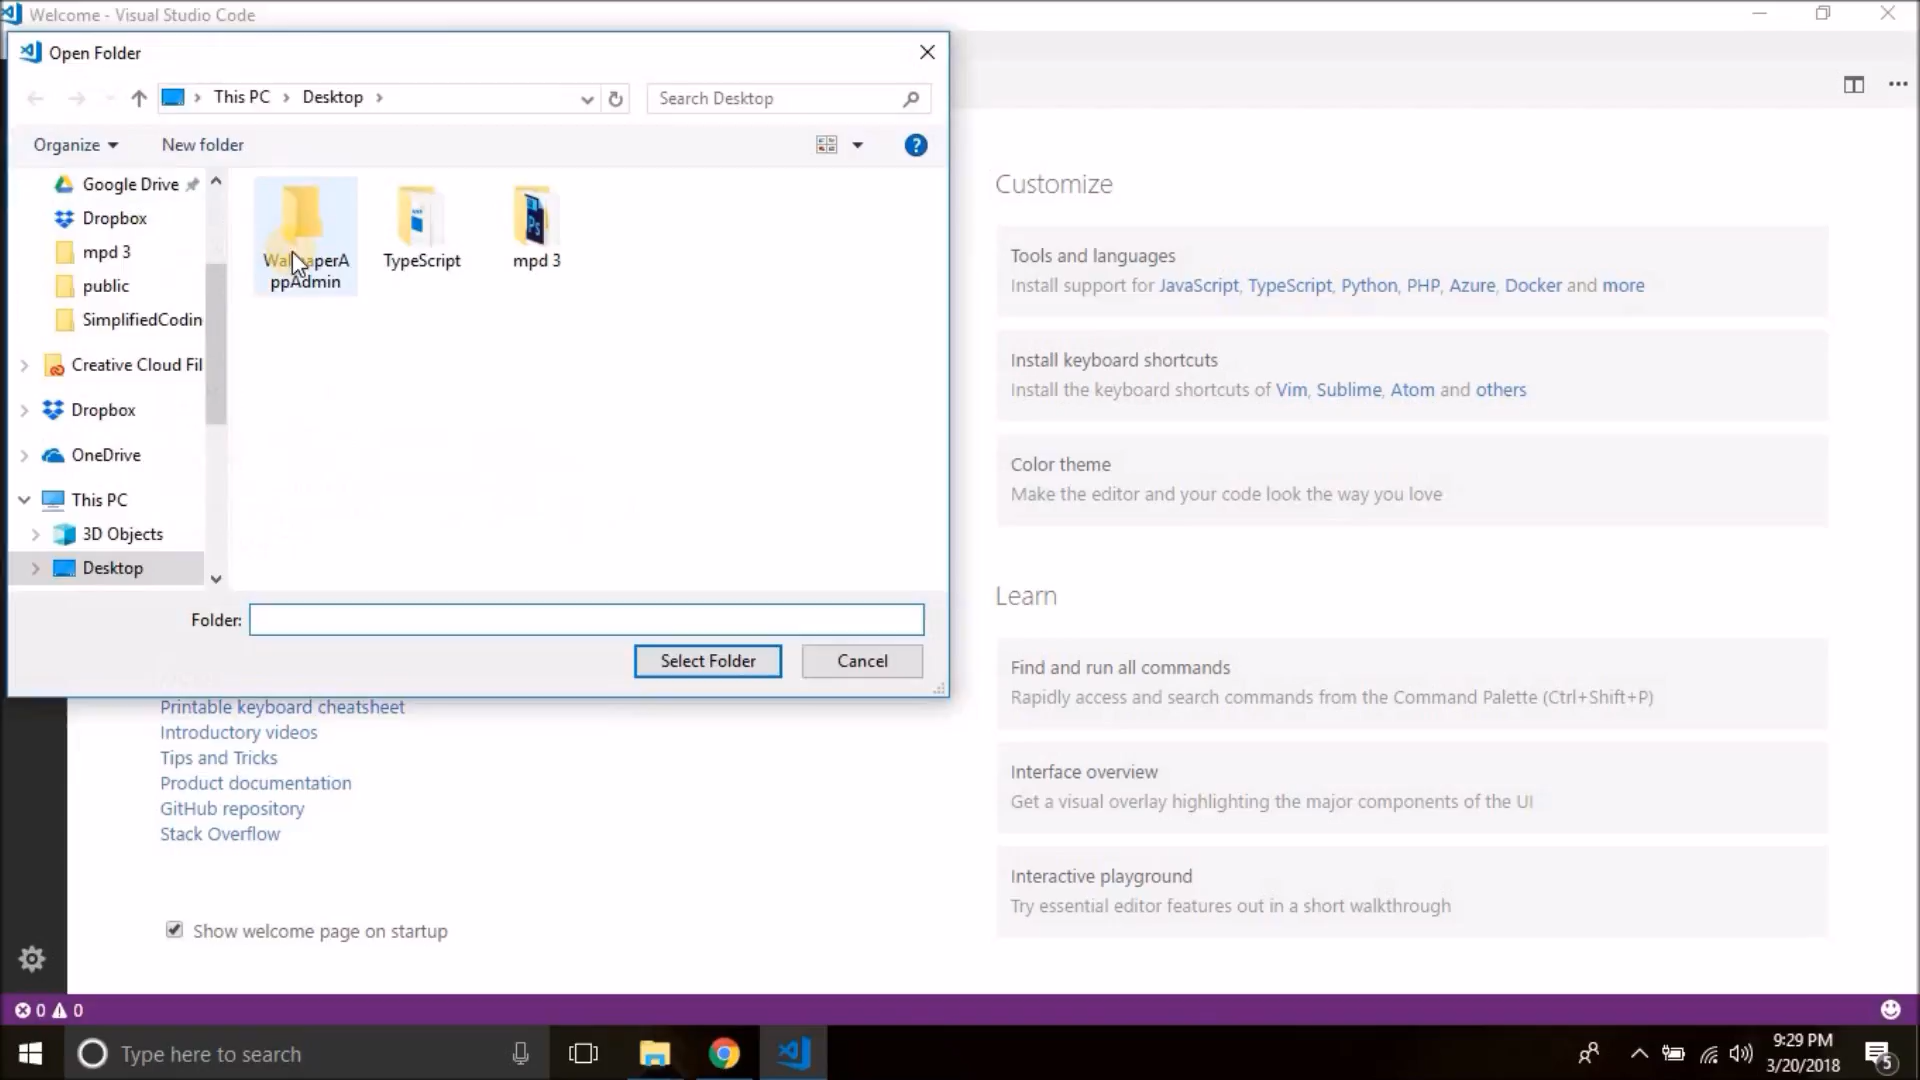 Welcome - Visual Studio Code
Open Folder
This PC > Desktop >
Search Desktop
Organize
New folder
Google Drive
Dropbox
mpd 3
public
SimplifiedCodin
Creative Cloud Fil
Dropbox
OneDrive
This PC
3D Objects
Desktop
ppAdmin
TypeScript
mpd 3
Folder:
Select Folder
Cancel
Printable keyboard cheatsheet
Introductory videos
Tips and Tricks
Product documentation
GitHub repository
Stack Overflow
Show welcome page on startup
Customize
Tools and languages
Install support for JavaScript, TypeScript, Python, PHP, Azure, Docker and more
Install keyboard shortcuts
Install the keyboard shortcuts of Vim, Sublime, Atom and others
Color theme
Make the editor and your code look the way you love
Learn
Find and run all commands
Rapidly access and search commands from the Command Palette (Ctrl+Shift+P)
Interface overview
Get a visual overlay highlighting the major components of the UI
Interactive playground
Try essential editor features out in a short walkthrough
0 0
Type here to search
9:29 PM
3/20/2018
5